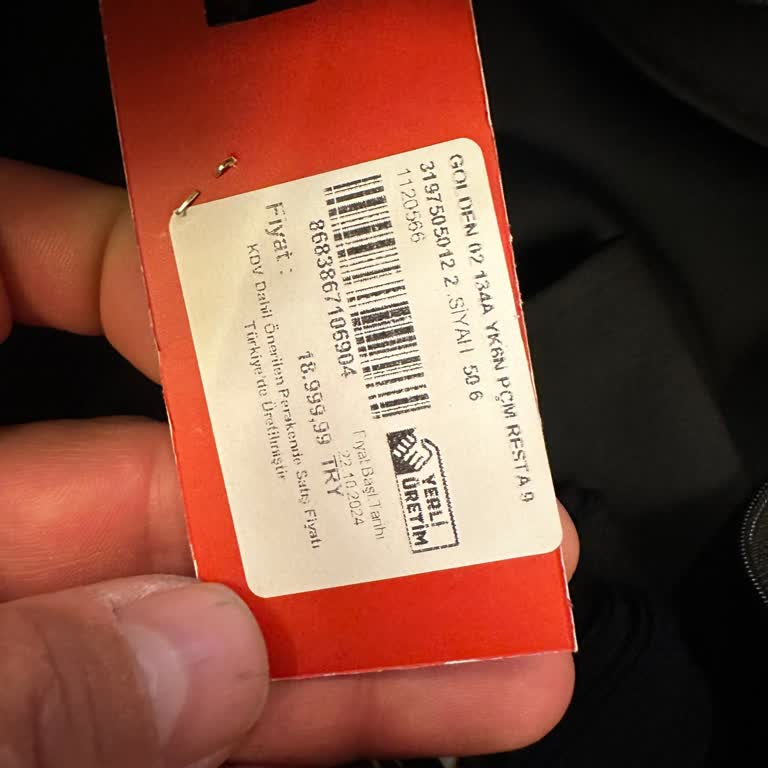 GOLDEN 02 134A YK6N PÇM RESTA 9
3197505012 2 .SİYAH 50 6
1120566
8683867106904
YERLİ
ÜRETİM
Fiyat Başl.Tarihi
22.10.2024
Fiyat :
18.999,99 TRY
KDV Dahil Önerilen Perakende Satış Fiyatı
Türkiye'de Üretilmiştir